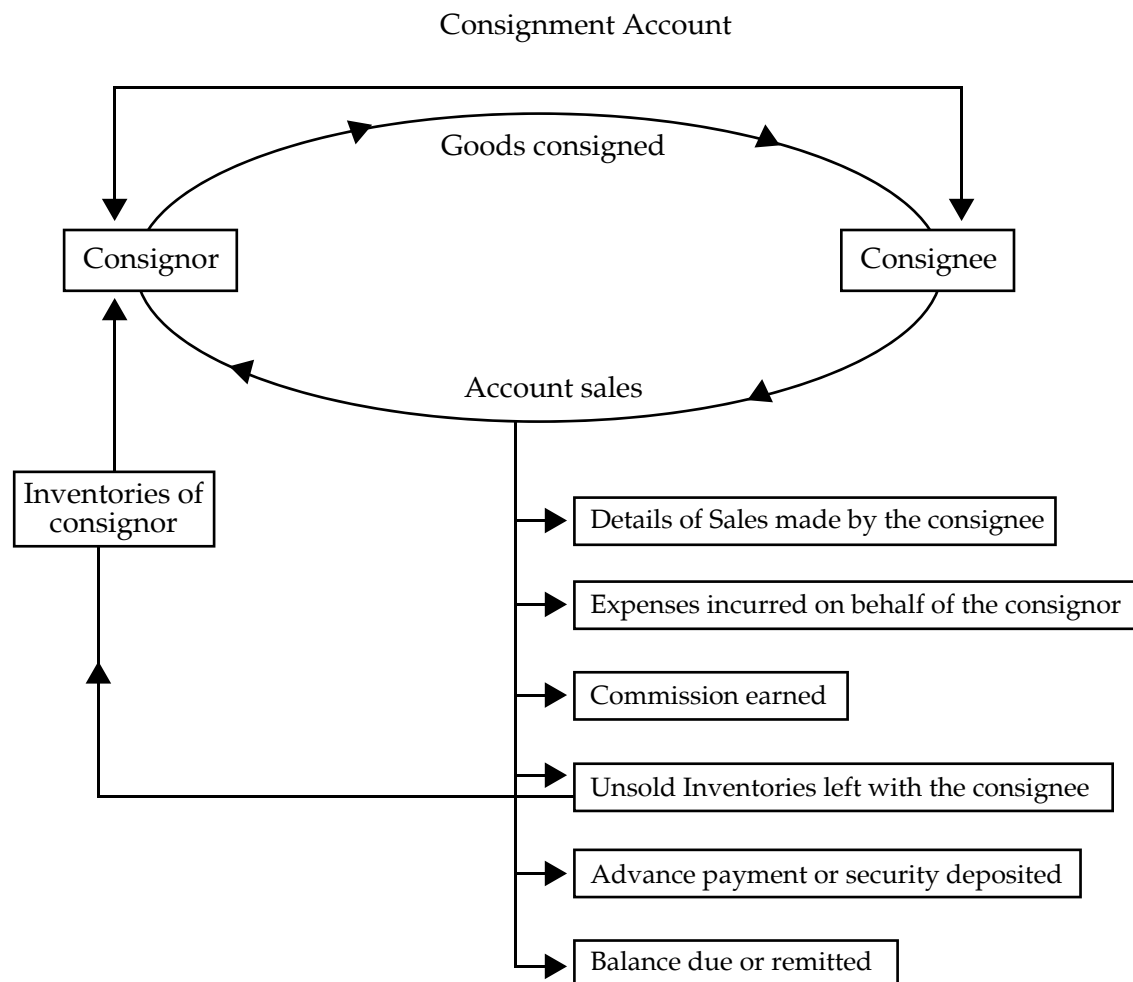 Consignment Account
Goods consigned
Consignor
Consignee
Account sales
Inventories of
consignor
Details of Sales made by the consignee
Expenses incurred on behalf of the consignor
Commission earned
Unsold Inventories left with the consignee
Advance payment or security deposited
Balance due or remitted